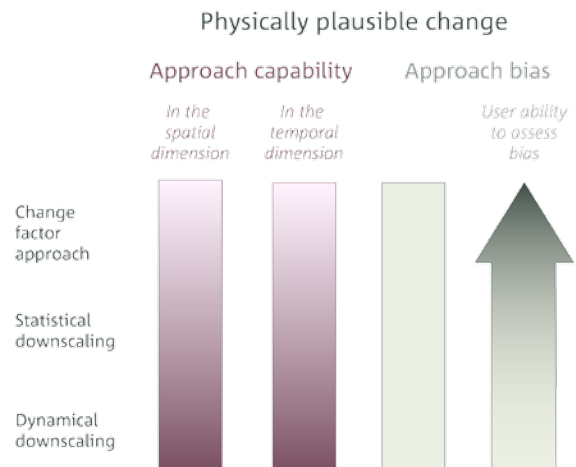 Physically plausible change
Approach capability
Approach bias
In the
spatial
dimension
In the
temporal
dimension
User ability
to assess
bias
Change
factor
approach
Statistical
downscaling
Dynamical
downscaling